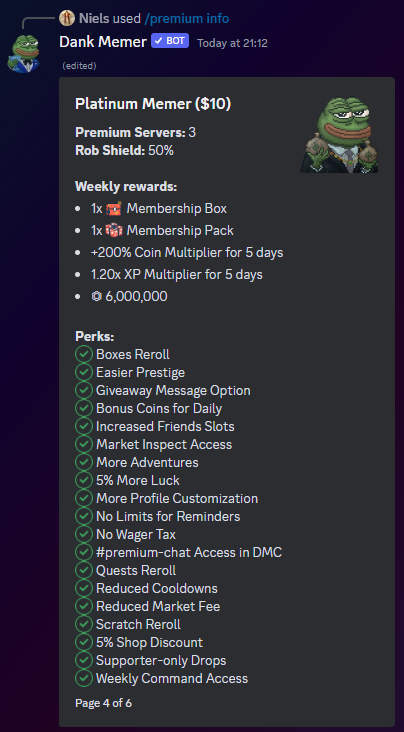 Niels used /premium info
Dank Memer ✓ BOT Today at 21:12
(edited)
Platinum Memer ($10)
Premium Servers: 3
Rob Shield: 50%
Weekly rewards:
• 1x Membership Box
• 1x Membership Pack
• +200% Coin Multiplier for 5 days
• 1.20x XP Multiplier for 5 days
• 6,000,000
Perks:
Boxes Reroll
Easier Prestige
Giveaway Message Option
Bonus Coins for Daily
Increased Friends Slots
Market Inspect Access
More Adventures
5% More Luck
More Profile Customization
No Limits for Reminders
No Wager Tax
#premium-chat Access in DMC
Quests Reroll
Reduced Cooldowns
Reduced Market Fee
Scratch Reroll
5% Shop Discount
Supporter-only Drops
Weekly Command Access
Page 4 of 6